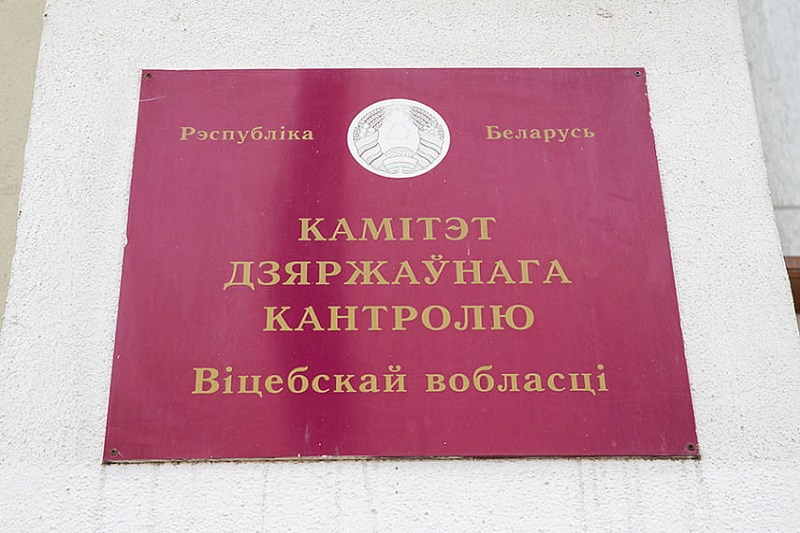 Рэспубліка Беларусь
КАМІТЭТ
ДЗЯРЖАЎНАГА
КАНТРОЛЮ
Віцебскай вобласці